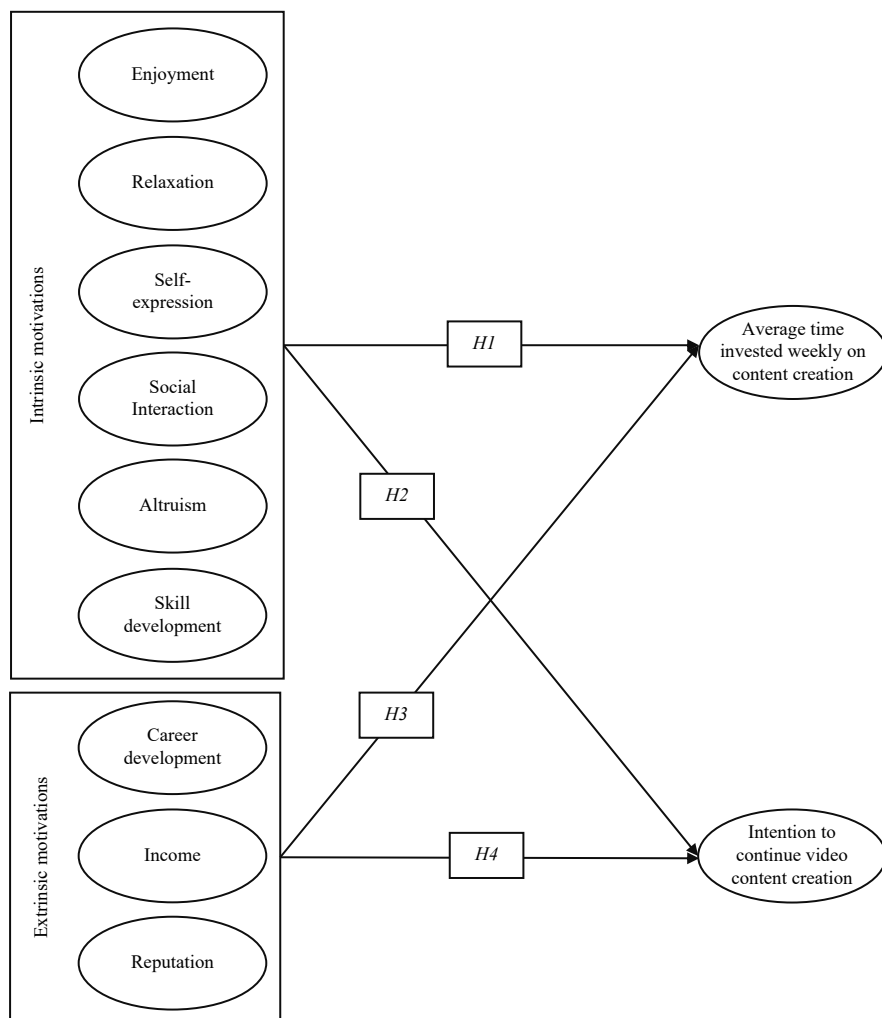 Intrinsic motivations
Enjoyment
Relaxation
Self-
expression
Social
Interaction
Altruism
Skill
development
Extrinsic motivations
Career
development
Income
Reputation
H1
H2
H3
H4
Average time
invested weekly on
content creation
Intention to
continue video
content creation